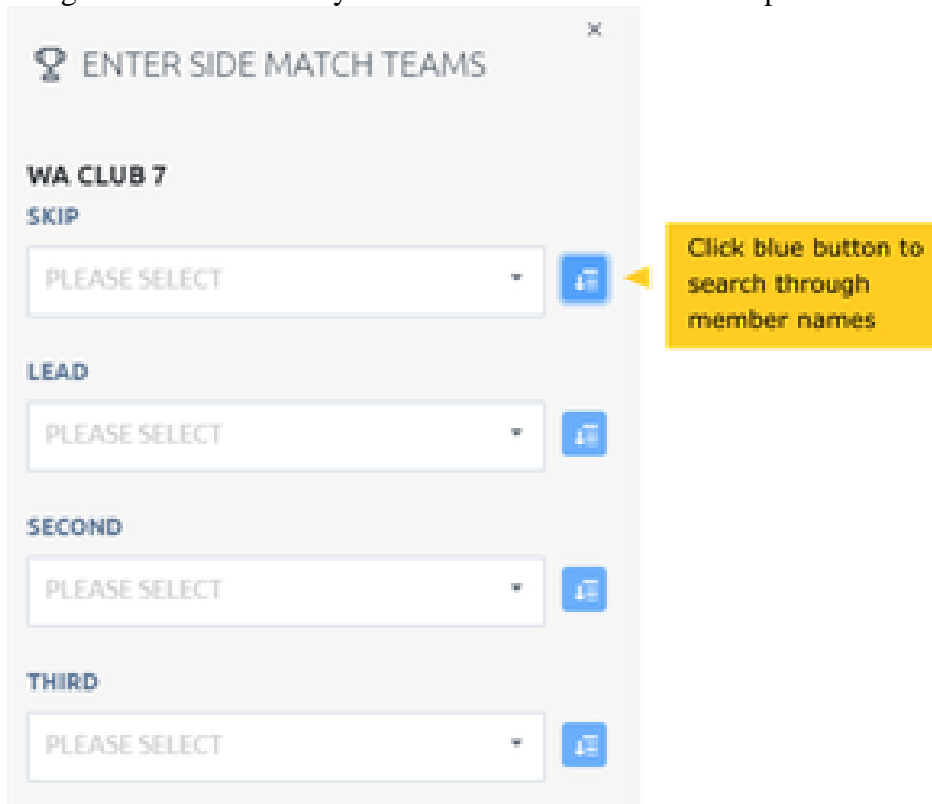 ENTER SIDE MATCH TEAMS
WA CLUB 7
SKIP
PLEASE SELECT
Click blue button to
search through
member names
LEAD
PLEASE SELECT
SECOND
PLEASE SELECT
THIRD
PLEASE SELECT